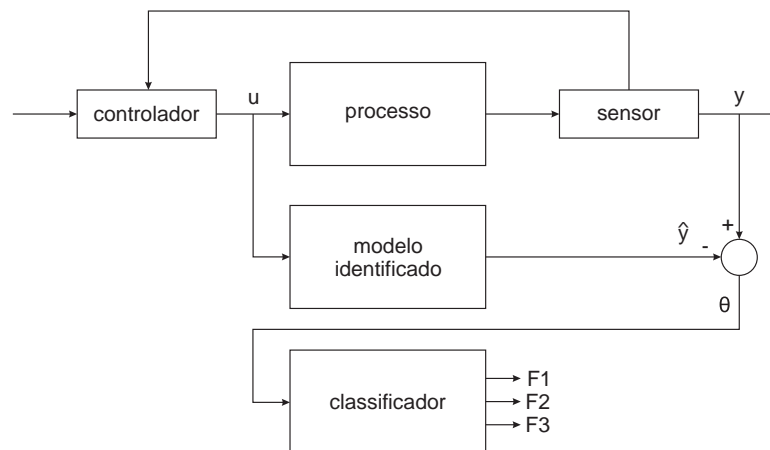 controlador
u
processo
sensor
y
modelo
identificado
ŷ
+
-
θ
classificador
F1
F2
F3